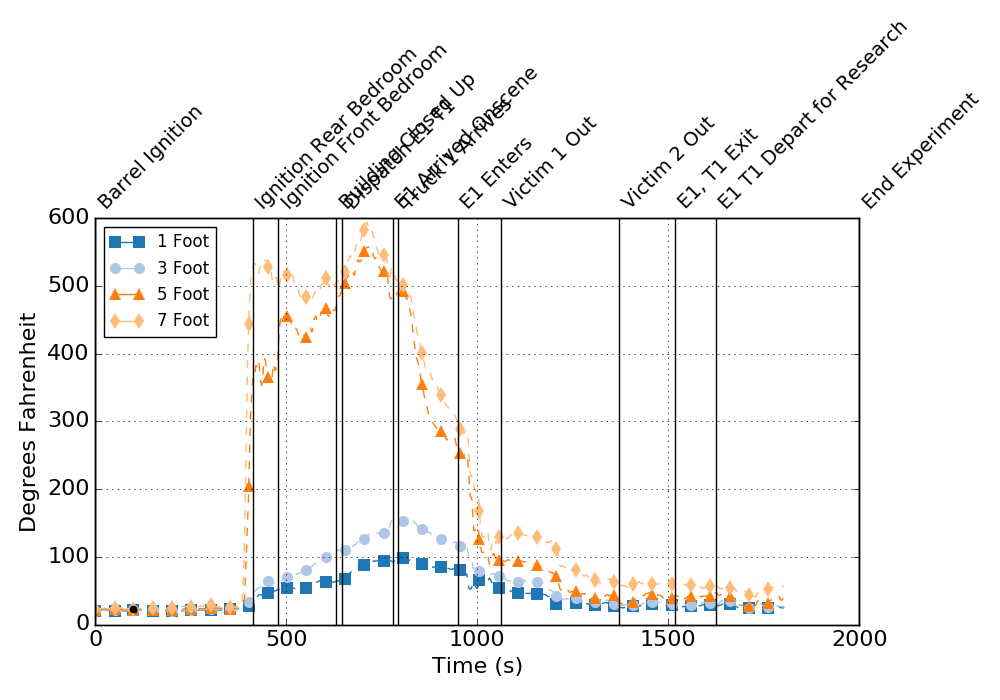 Barrel Ignition
Ignition Rear Bedroom
Ignition Front Bedroom
Building Closed Up
Dispatch E1 T1
E1 Arrived Onscene
Truck 1 Arrives
E1 Enters
Victim 1 Out
Victim 2 Out
E1, T1 Exit
E1 T1 Depart for Research
End Experiment
600
500
400
300
200
100
0
Degrees Fahrenheit
1 Foot
3 Foot
5 Foot
7 Foot
0
500
1000
1500
2000
Time (s)